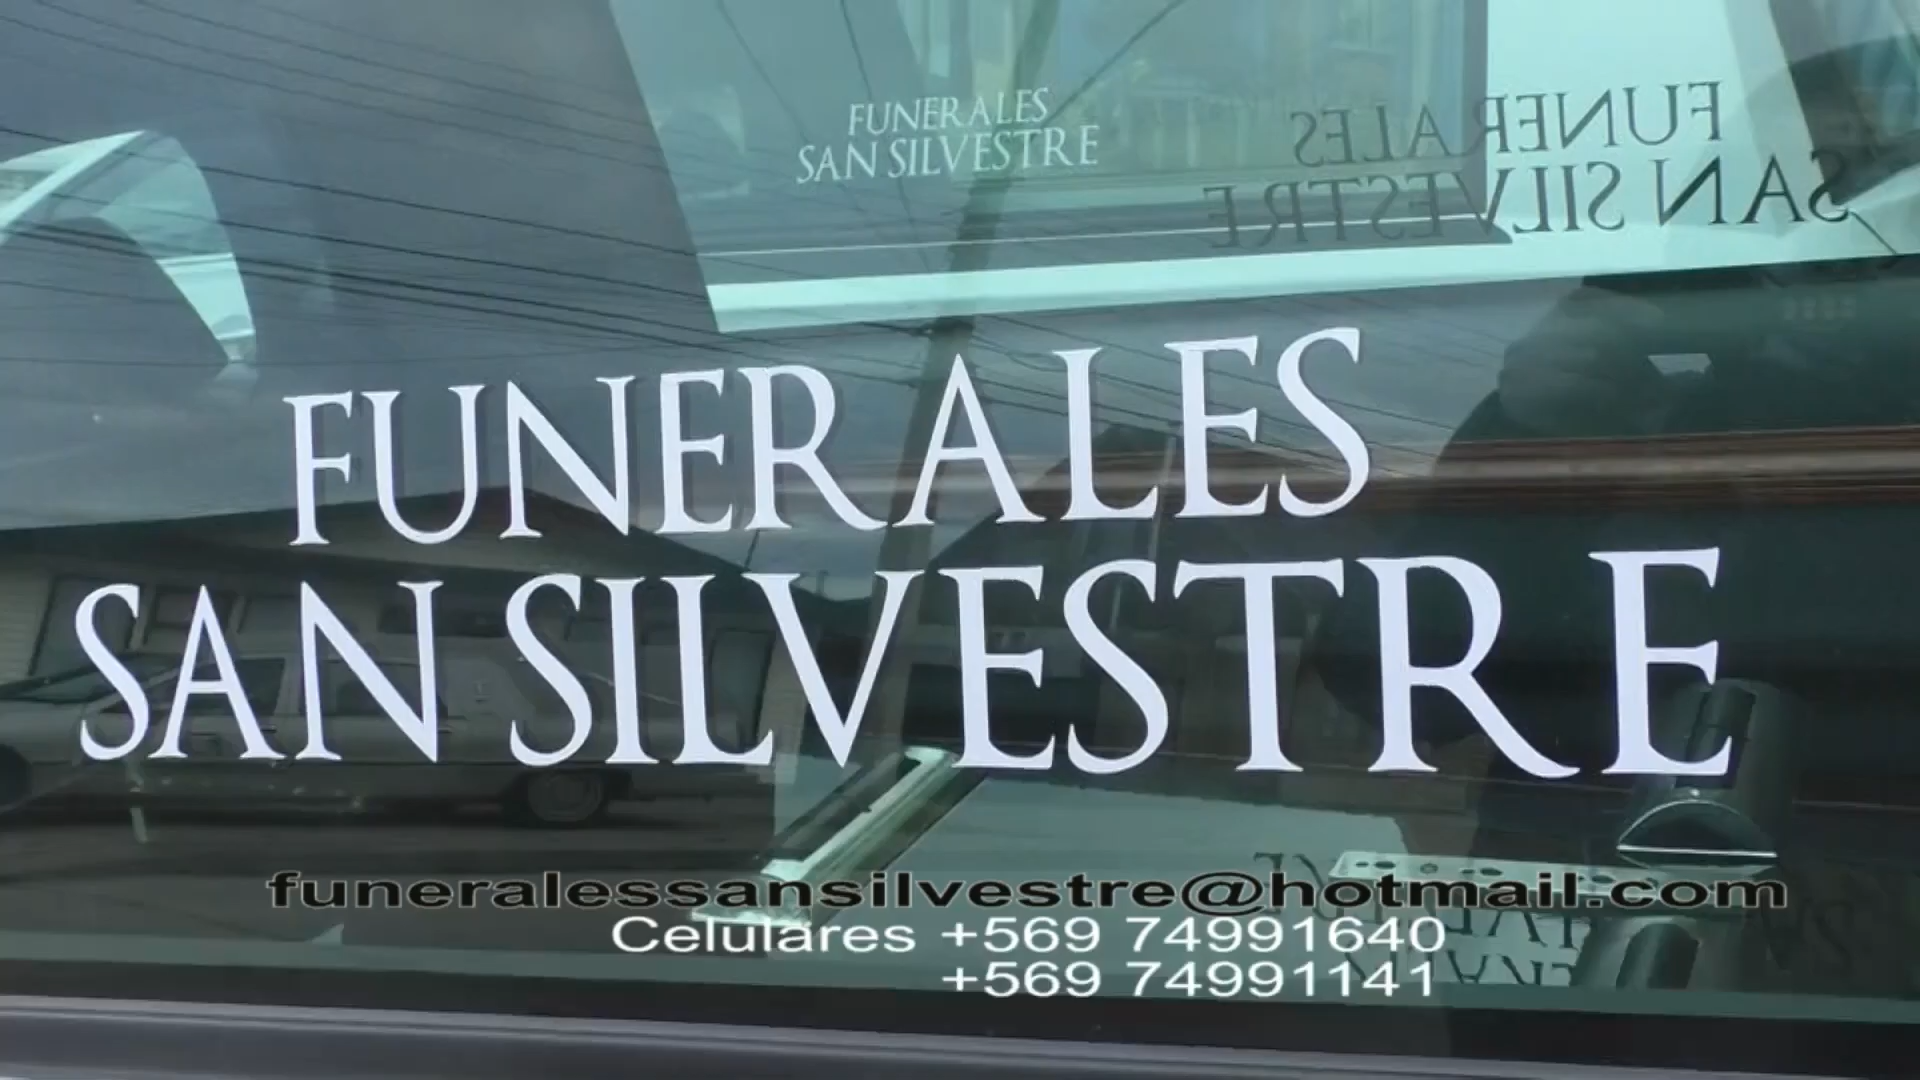 FUNERALES
SAN SILVESTRE
FUNERALES
SAN SILVESTRE
FUNERALES
SAN SILVESTRE
funeralessansilvestre@hotmail.com
Celulares +569 74991640
+569 74991141